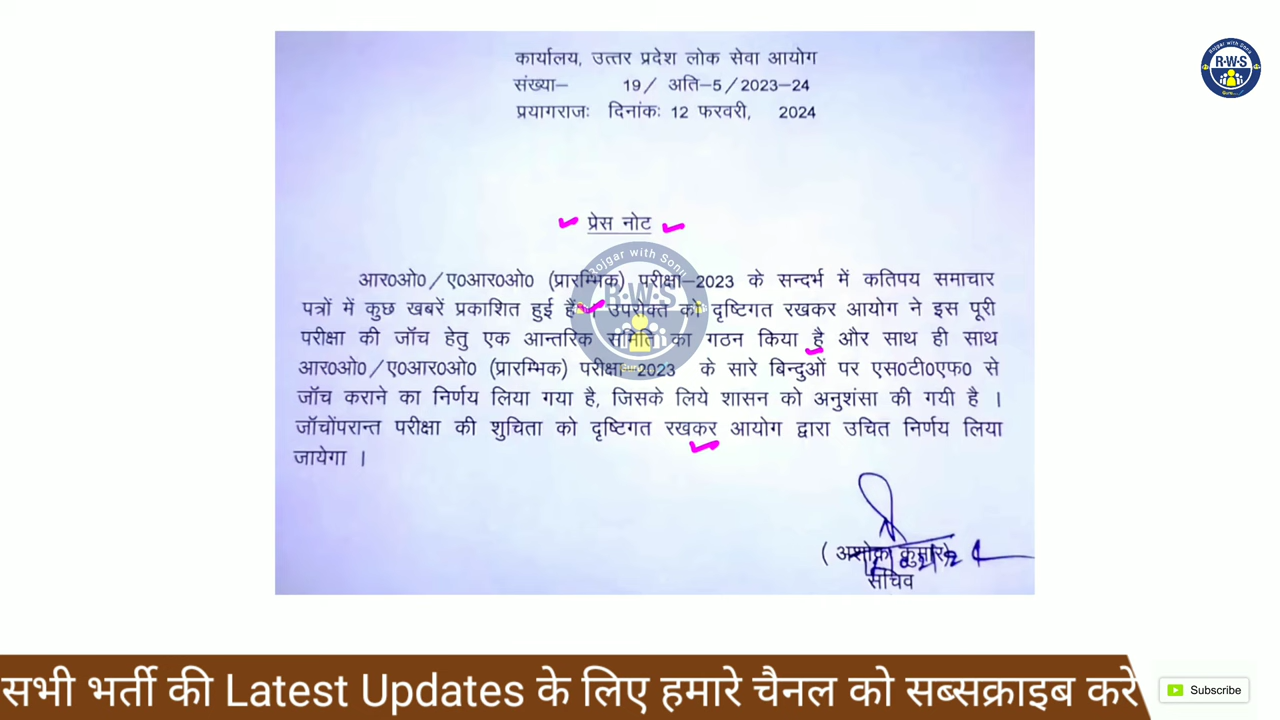 कार्यालय, उत्तर प्रदेश लोक सेवा आयोग
संख्या– 19/ अति–5/2023–24
प्रयागराजः दिनांकः 12 फरवरी, 2024
R·W·S
प्रेस नोट
Rojgar with Sonu
R·W·S
आर0ओ0/ए0आर0ओ0 (प्रारम्भिक) परीक्षा–2023 के सन्दर्भ में कतिपय समाचार
पत्रों में कुछ खबरें प्रकाशित हुई हैं । उपरोक्त को दृष्टिगत रखकर आयोग ने इस पूरी
परीक्षा की जॉच हेतु एक आन्तरिक समिति का गठन किया है और साथ ही साथ
आर0ओ0/ए0आर0ओ0 (प्रारम्भिक) परीक्षा–2023 के सारे बिन्दुओं पर एस0टी0एफ0 से
जॉच कराने का निर्णय लिया गया है, जिसके लिये शासन को अनुशंसा की गयी है ।
जॉचोंपरान्त परीक्षा की शुचिता को दृष्टिगत रखकर आयोग द्वारा उचित निर्णय लिया
जायेगा ।
( अशोक कुमार)
सचिव
सभी भर्ती की Latest Updates के लिए हमारे चैनल को सब्सक्राइब करे
Subscribe